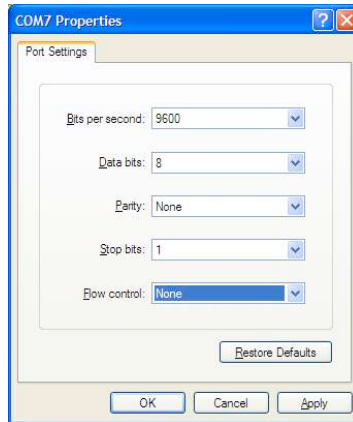 COM7 Properties
Port Settings
Bits per second: 9600
Data bits: 8
Parity: None
Stop bits: 1
Flow control: None
Restore Defaults
OK Cancel Apply